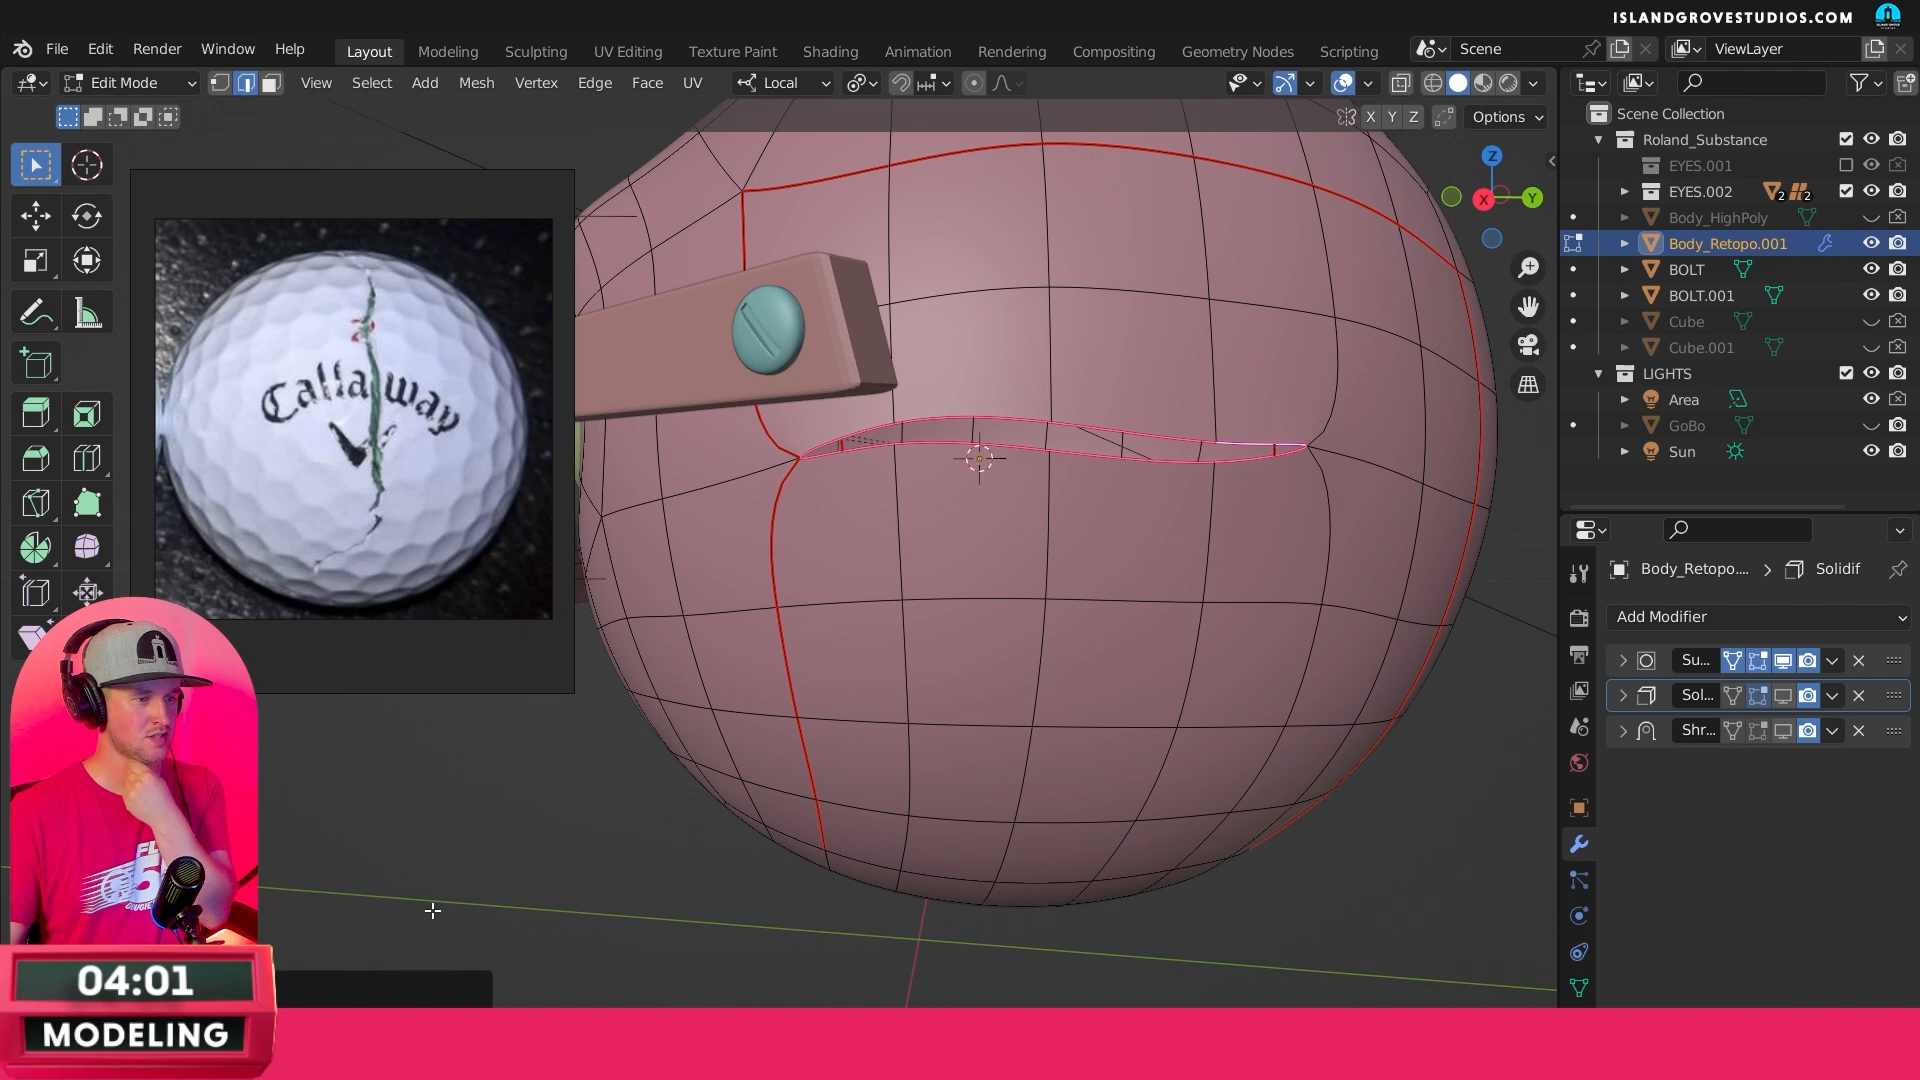 ISLANDGROVESTUDIOS.COM
File Edit Render Window Help
Layout Modeling Sculpting UV Editing Texture Paint Shading Animation Rendering Compositing Geometry Nodes Scripting
Scene
ViewLayer
Edit Mode
View Select Add Mesh Vertex Edge Face UV
Local
X Y Z
Options
Z
X
Y
Callaway
Scene Collection
Roland_Substance
EYES.001
EYES.002
2
2
Body_HighPoly
Body_Retopo.001
BOLT
BOLT.001
Cube
Cube.001
LIGHTS
Area
GoBo
Sun
Body_Retopo.... > Solidif
Add Modifier
Su...
Sol...
Shr...
04:01
MODELING